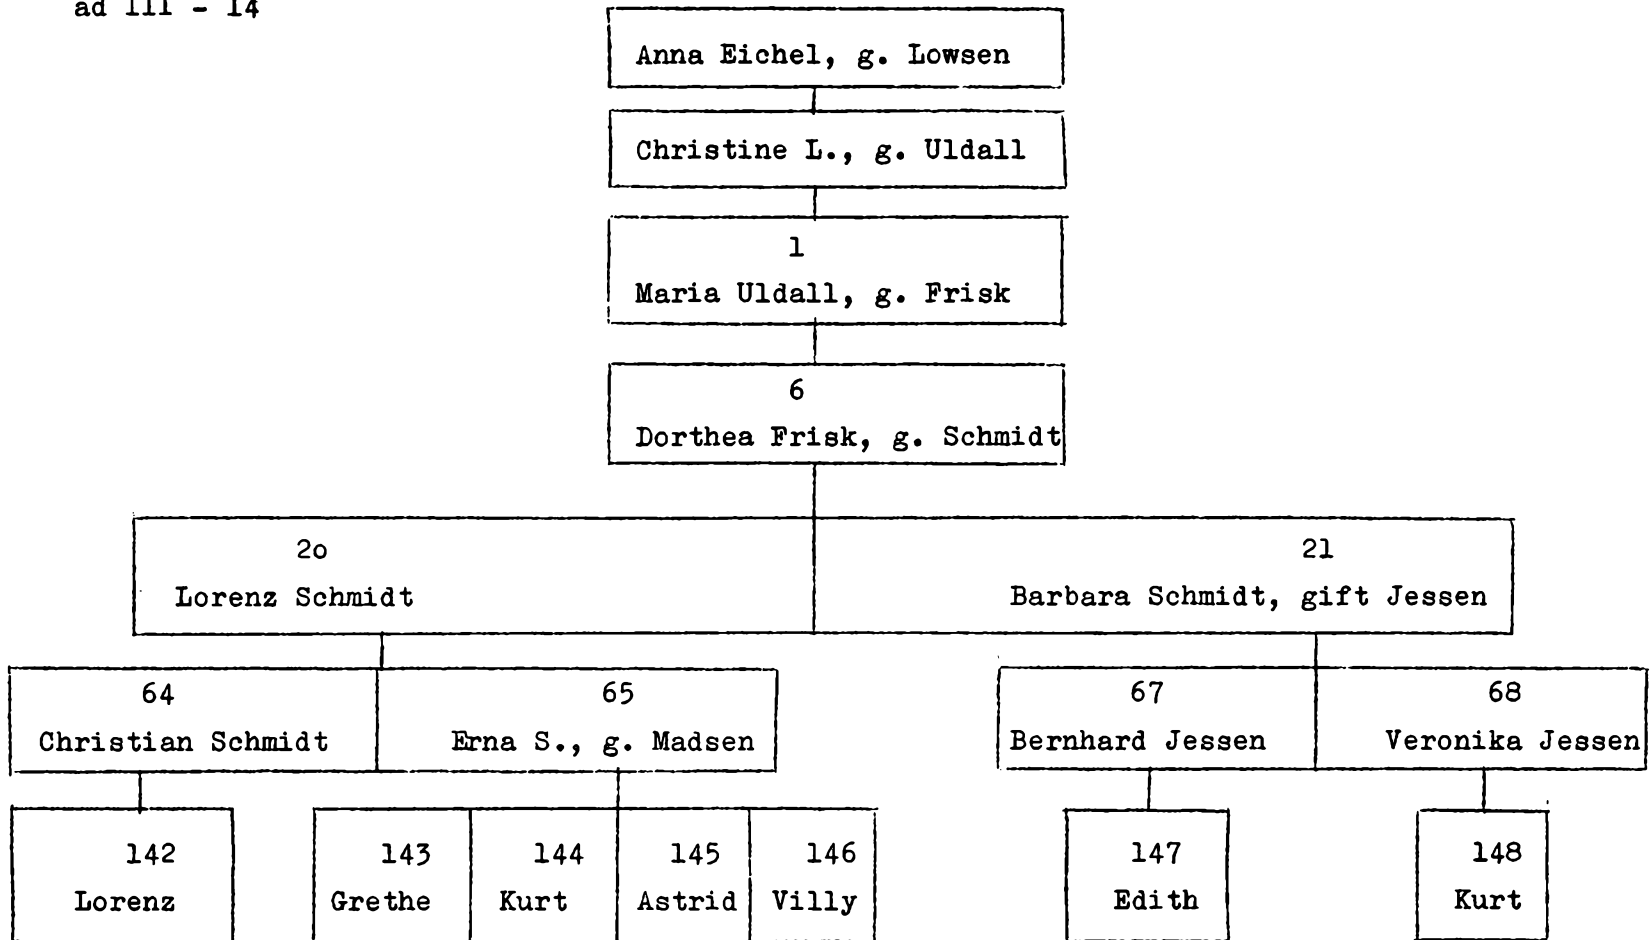 ad III - 14
Anna Eichel, g. Lowsen
Christine L., g. Uldall
1
Maria Uldall, g. Frisk
6
Dorthea Frisk, g. Schmidt
2o 21
Lorenz Schmidt Barbara Schmidt, gift Jessen
64 65 67 68
Christian Schmidt Erna S., g. Madsen Bernhard Jessen Veronika Jessen
142 143 144 145 146 147 148
Lorenz Grethe Kurt Astrid Villy Edith Kurt